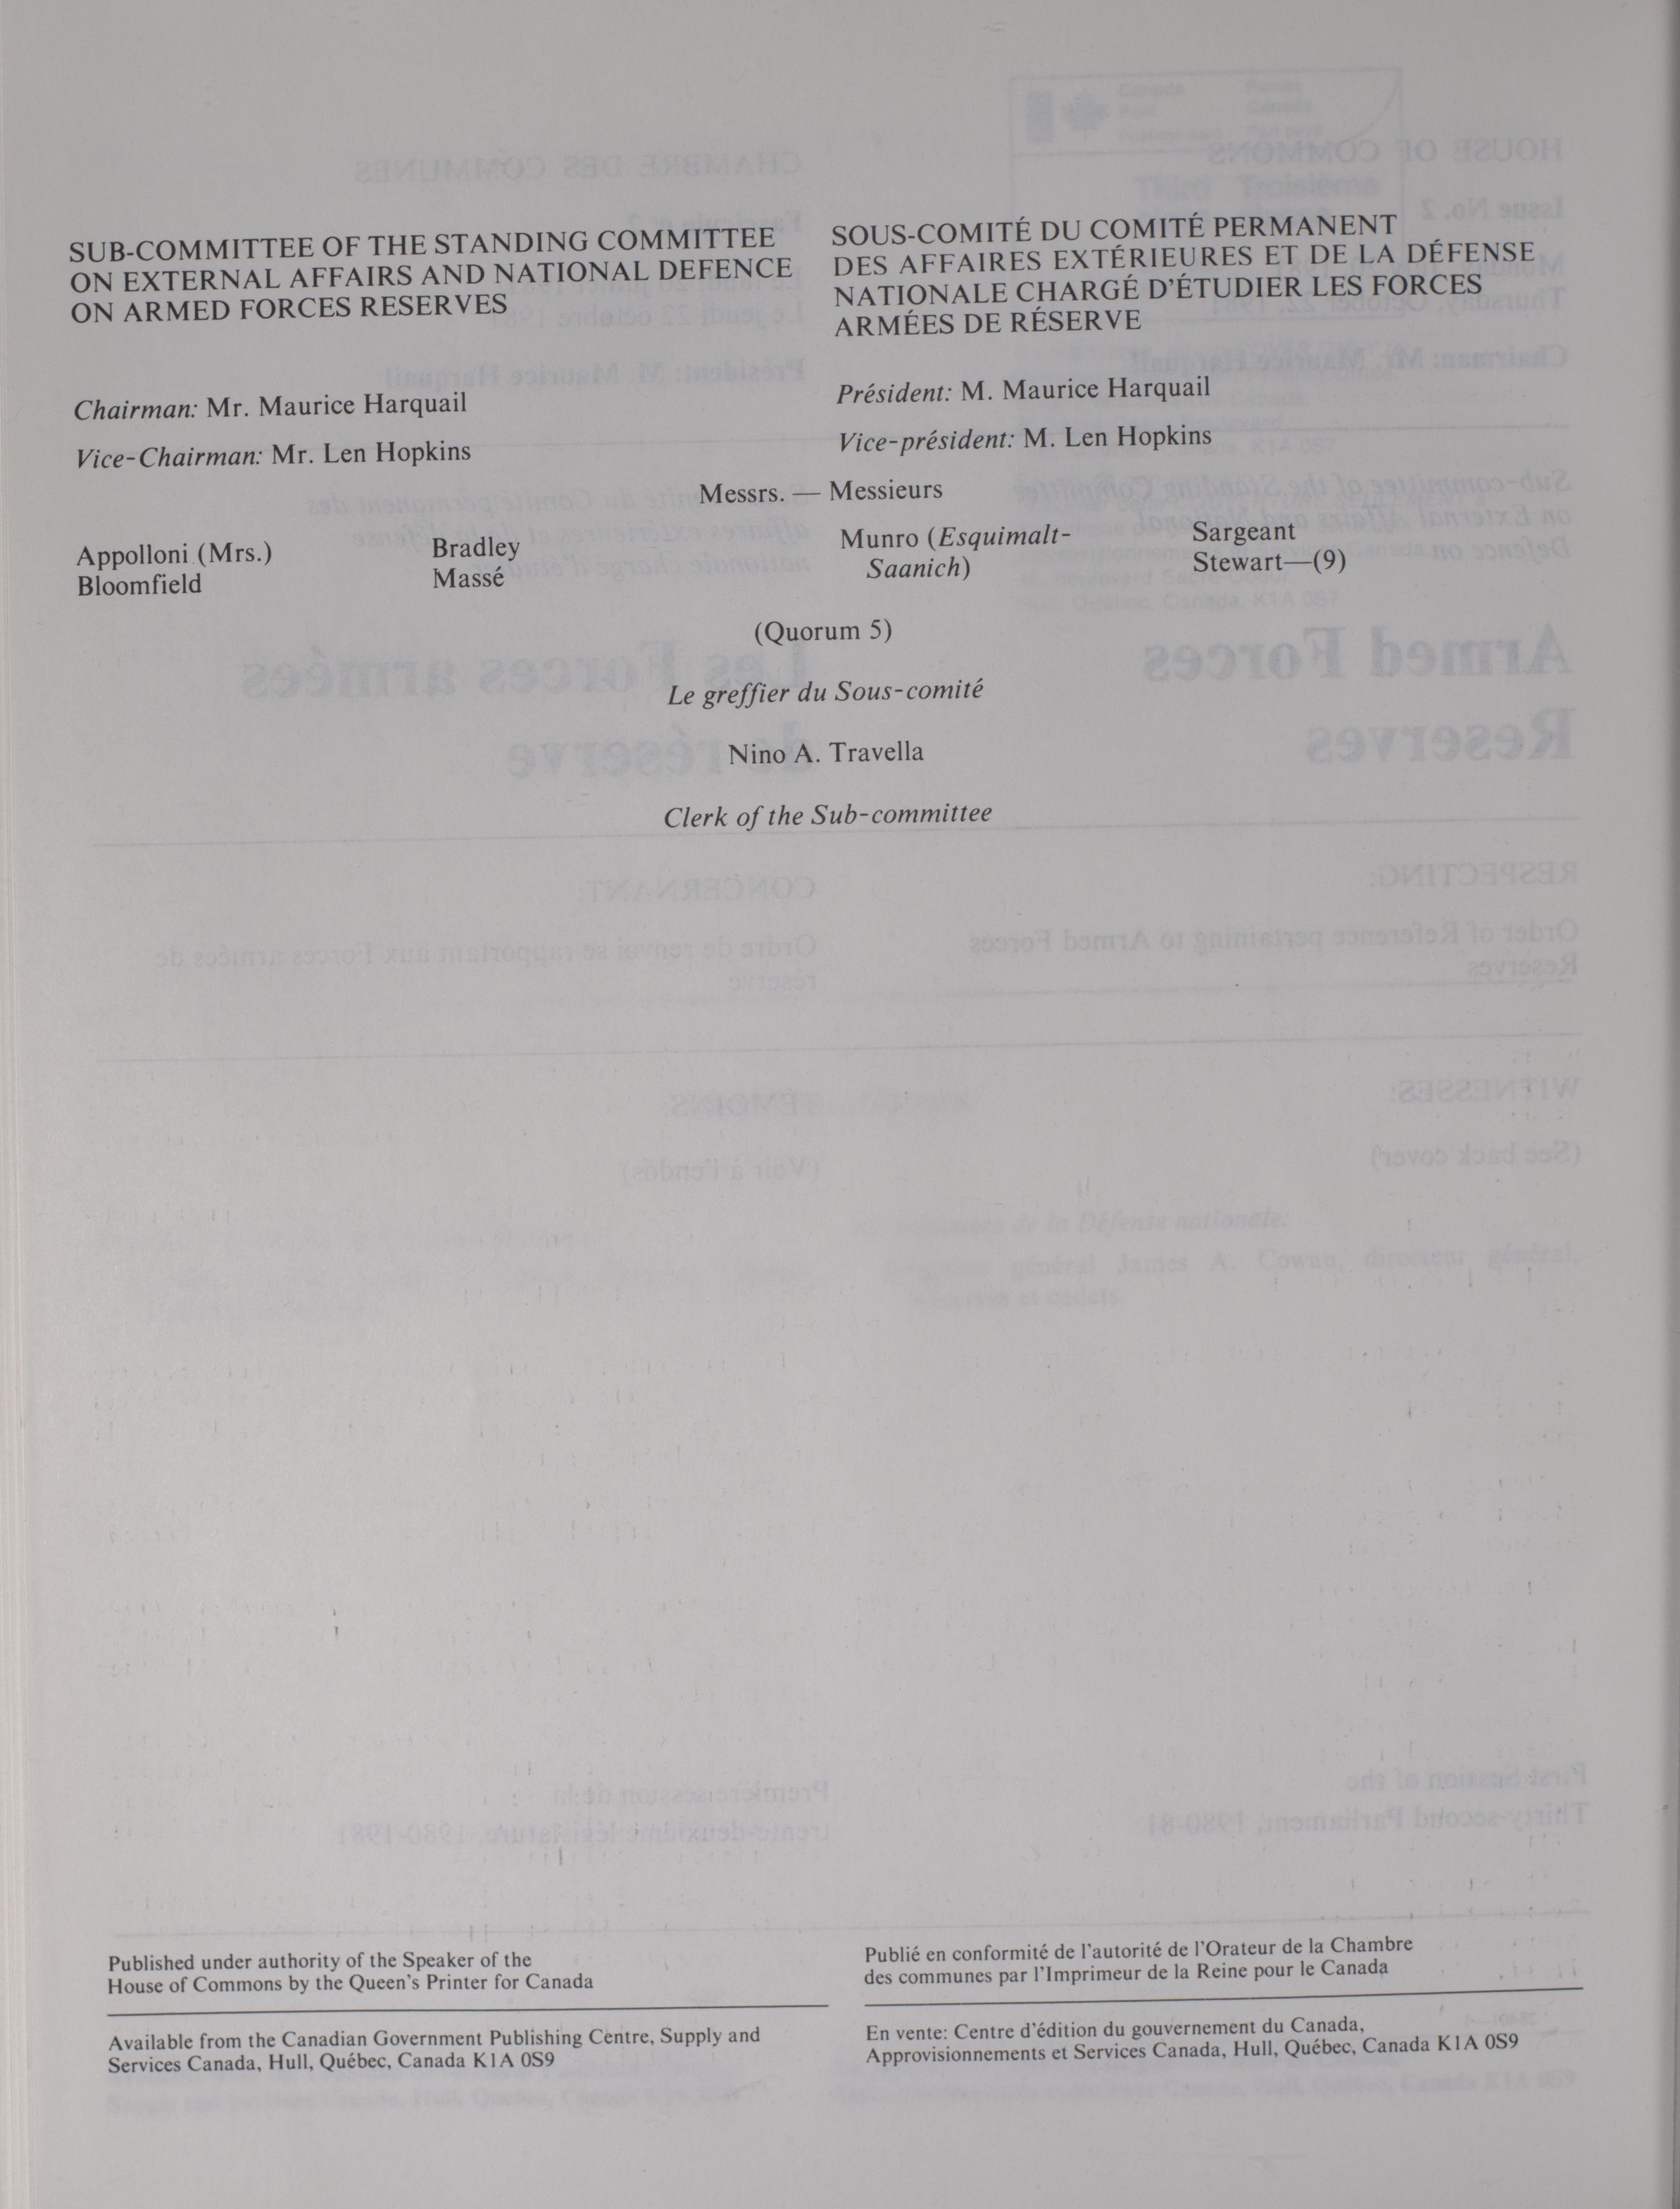 SUB-COMMITTEE OF THE STANDING COMMITTEE
ON EXTERNAL AFFAIRS AND NATIONAL DEFENCE
ON ARMED FORCES RESERVES
Chairman: Mr. Maurice Harquail
Vice-Chairman: Mr. Len Hopkins
SOUS-COMITÉ DU COMITÉ PERMANENT
DES AFFAIRES EXTÉRIEURES ET DE LA DÉFENSE
NATIONALE CHARGÉ D'ÉTUDIER LES FORCES
ARMÉES DE RÉSERVE
Président: M. Maurice Harquail
Vice-président: M. Len Hopkins
Messrs. — Messieurs
Appolloni (Mrs.)
Bloomfield
Bradley
Massé
Munro (Esquimalt-
Saanich)
Sargeant
Stewart—(9)
(Quorum 5)
Le greffier du Sous-comité
Nino A. Travella
Clerk of the Sub-committee
Published under authority of the Speaker of the
House of Commons by the Queen's Printer for Canada
Available from the Canadian Government Publishing Centre, Supply and
Services Canada, Hull, Québec, Canada K1A 0S9
Publié en conformité de l'autorité de l'Orateur de la Chambre
des communes par l'Imprimeur de la Reine pour le Canada
En vente: Centre d'édition du gouvernement du Canada,
Approvisionnements et Services Canada, Hull, Québec, Canada K1A 0S9